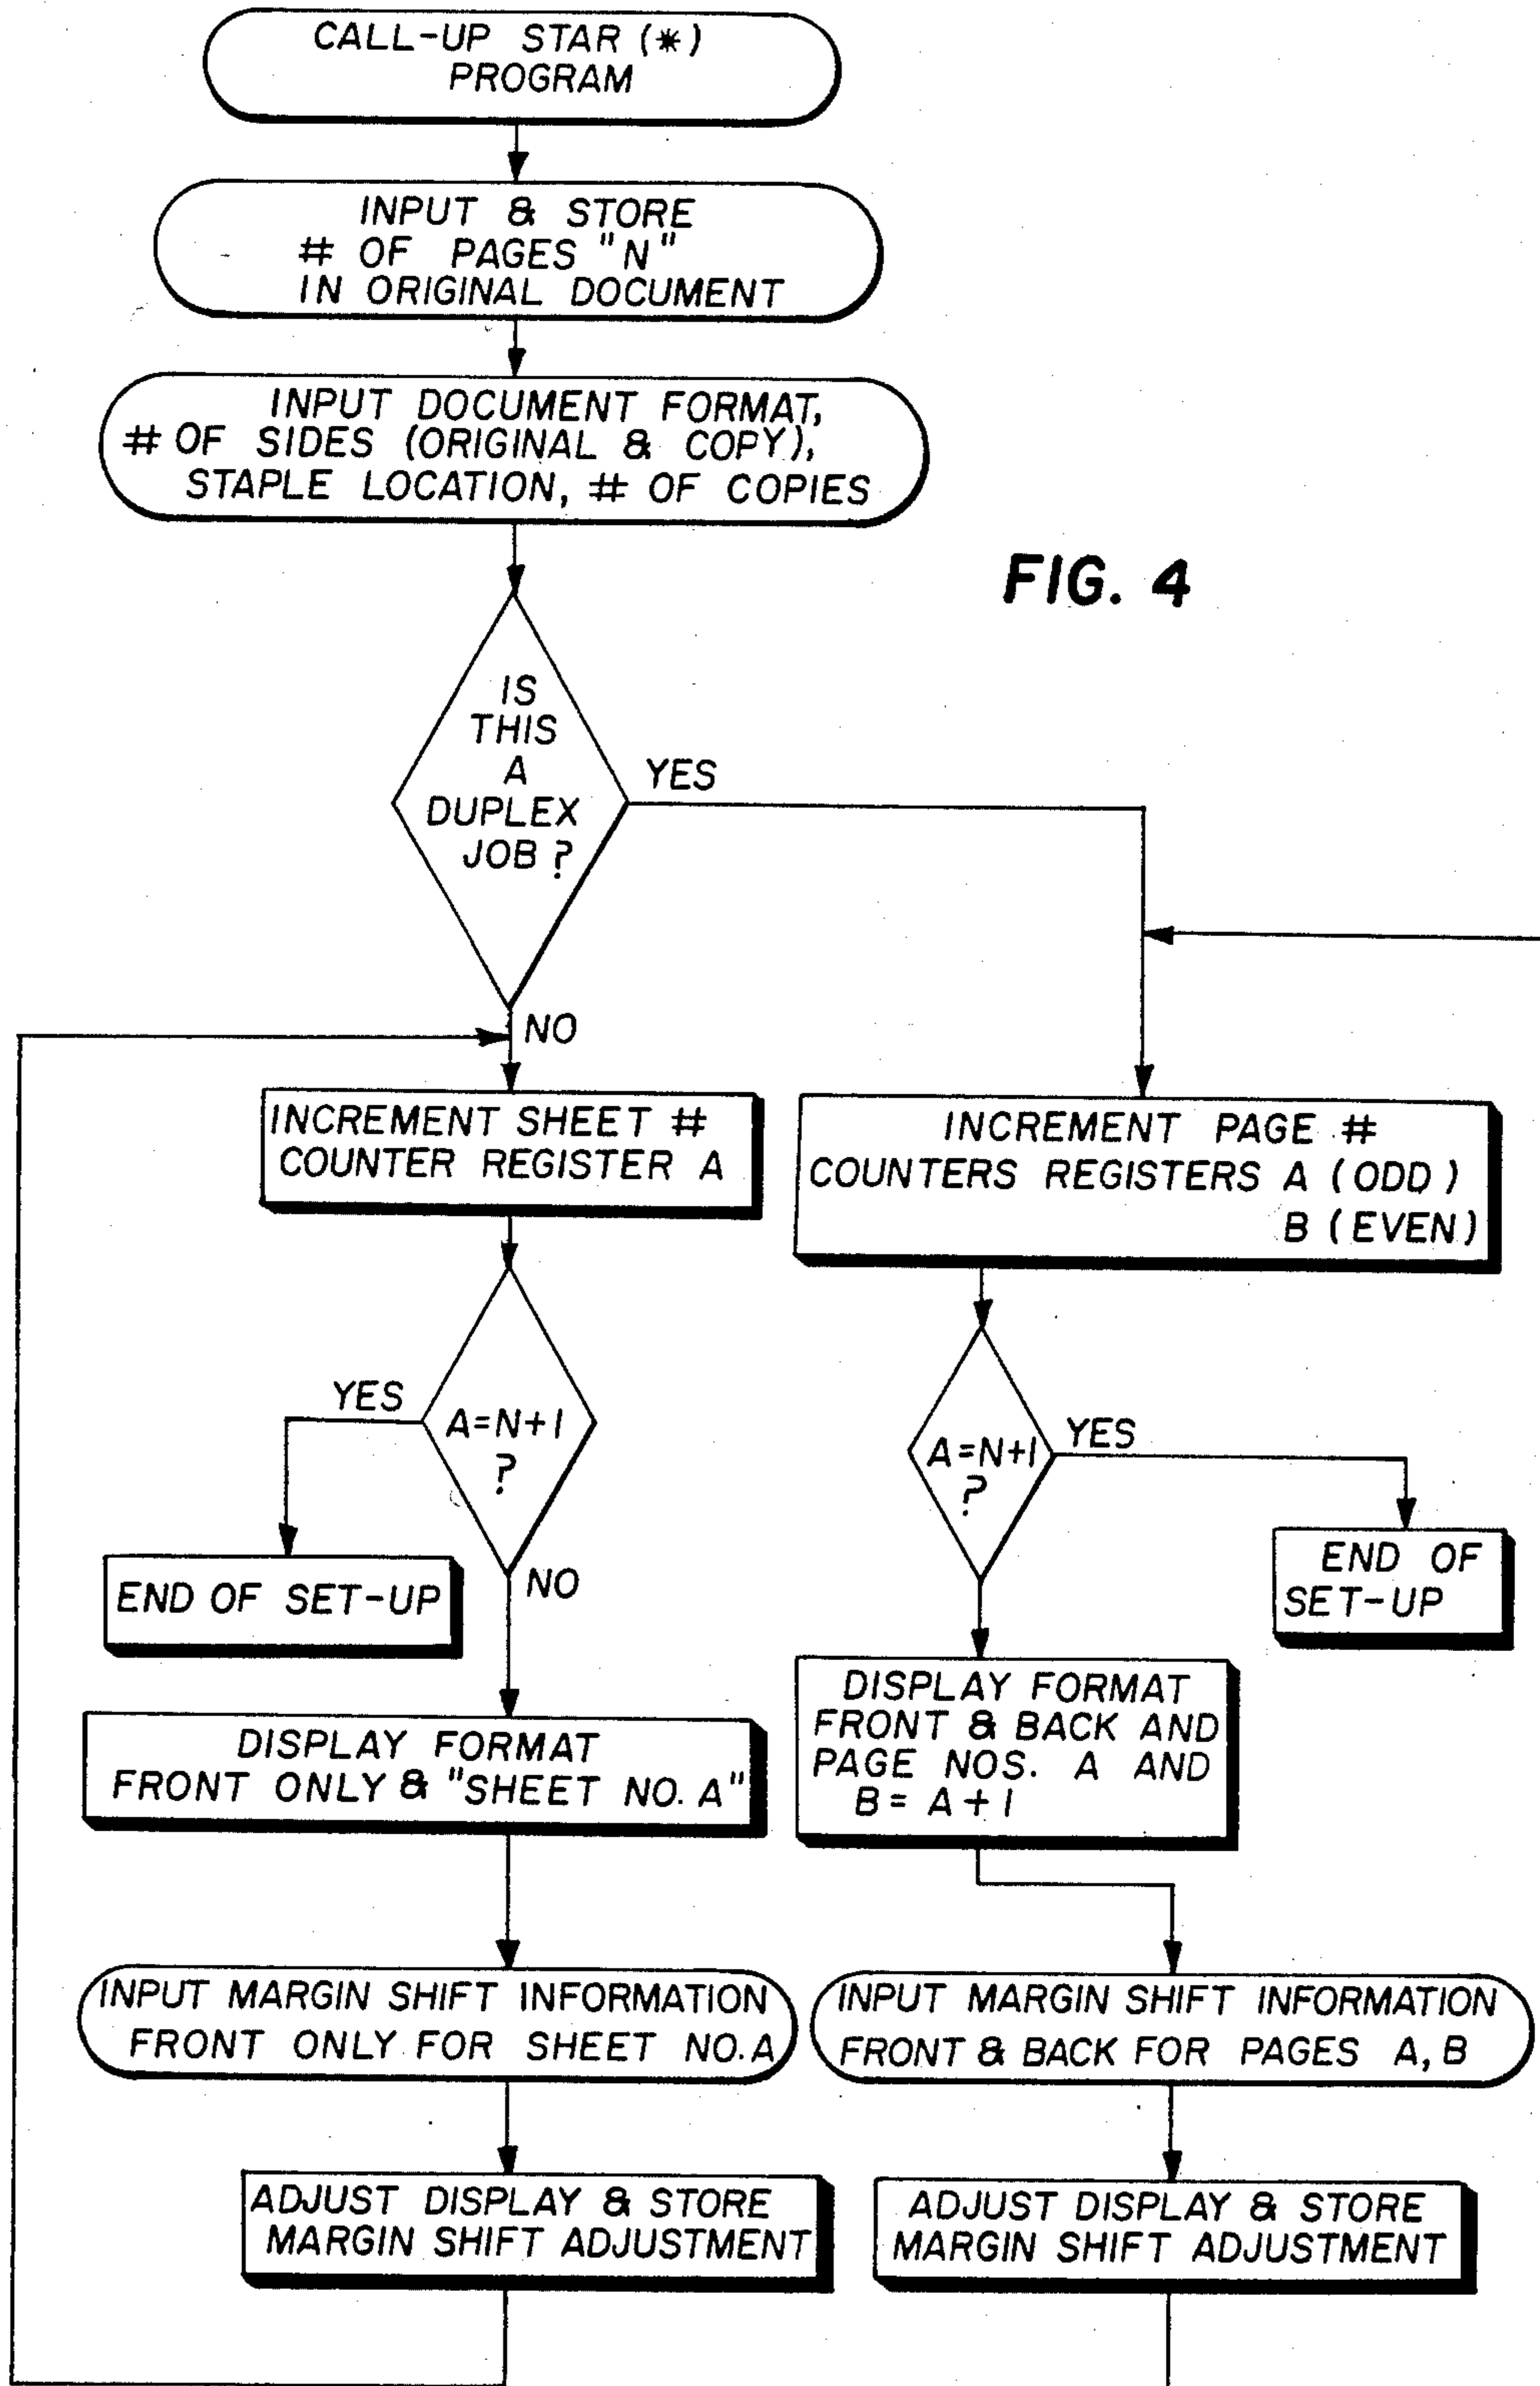 CALL-UP STAR (*)
PROGRAM
INPUT & STORE
# OF PAGES "N"
IN ORIGINAL DOCUMENT
INPUT DOCUMENT FORMAT,
# OF SIDES (ORIGINAL & COPY),
STAPLE LOCATION, # OF COPIES
FIG. 4
IS
THIS
A
DUPLEX
JOB ?
YES
NO
INCREMENT SHEET #
COUNTER REGISTER A
INCREMENT PAGE #
COUNTERS REGISTERS A (ODD)
B (EVEN)
YES
A=N+1
?
NO
A=N+1
?
YES
END OF SET-UP
END OF
SET-UP
DISPLAY FORMAT
FRONT ONLY & "SHEET NO. A"
DISPLAY FORMAT
FRONT & BACK AND
PAGE NOS. A AND
B = A + 1
INPUT MARGIN SHIFT INFORMATION
FRONT ONLY FOR SHEET NO. A
INPUT MARGIN SHIFT INFORMATION
FRONT & BACK FOR PAGES A, B
ADJUST DISPLAY & STORE
MARGIN SHIFT ADJUSTMENT
ADJUST DISPLAY & STORE
MARGIN SHIFT ADJUSTMENT